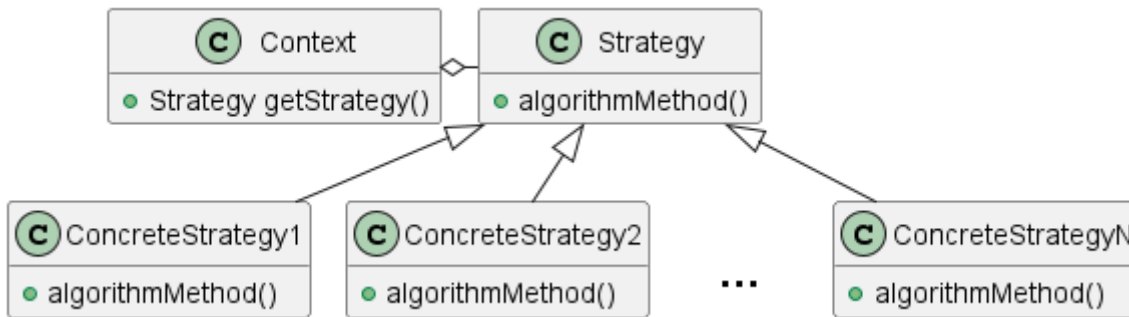 C Context
Strategy getStrategy()
C Strategy
algorithmMethod()
C ConcreteStrategy1
algorithmMethod()
C ConcreteStrategy2
algorithmMethod()
...
C ConcreteStrategyN
algorithmMethod()